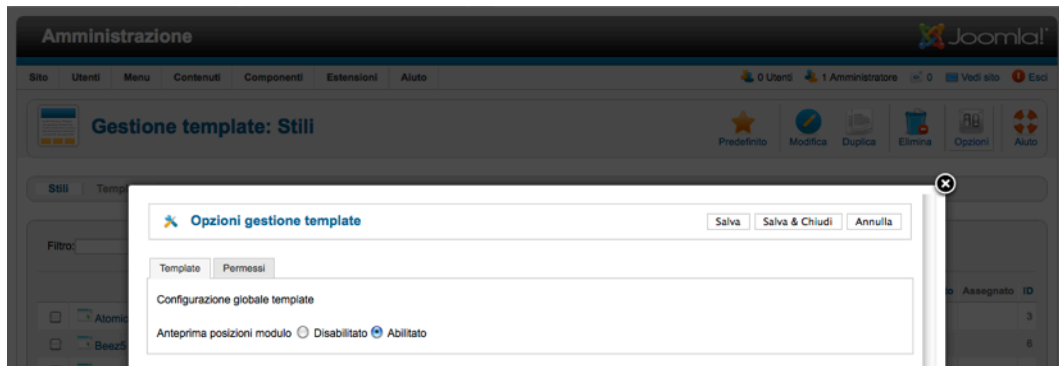 Amministrazione Joomla!
Sito Utenti Menu Contenuti Componenti Estensioni Aiuto 0 Utenti 1 Amministratore 0 Vedi sito Esci
Gestione template: Stili
Predefinito Modifica Duplica Elimina Opzioni Aiuto
Stili
Opzioni gestione template Salva Salva & Chiudi Annulla
Filtro:
Template Permessi
Configurazione globale template
Assegnato ID
Atomic 3
Anteprima posizioni modulo Disabilitato Abilitato
Beez5 6